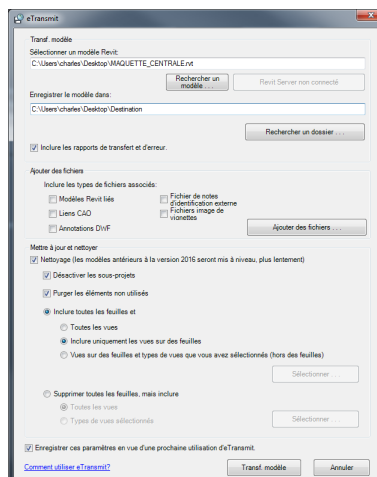 eTransmit
Transf. modèle
Sélectionner un modèle Revit:
C:\Users\charles\Desktop\MAQUETTE_CENTRALE.rvt
Rechercher un
modèle . . .
Revit Server non connecté
Enregistrer le modèle dans:
C:\Users\charles\Desktop\Destination
Rechercher un dossier . . .
Inclure les rapports de transfert et d'erreur.
Ajouter des fichiers
Inclure les types de fichiers associés:
Modèles Revit liés
Fichier de notes
d'identification externe
Liens CAO
Fichiers image de
vignettes
Annotations DWF
Ajouter des fichiers . . .
Mettre à jour et nettoyer
Nettoyage (les modèles antérieurs à la version 2016 seront mis à niveau, plus lentement)
Désactiver les sous-projets
Purger les éléments non utilisés
Inclure toutes les feuilles et
Toutes les vues
Inclure uniquement les vues sur des feuilles
Vues sur des feuilles et types de vues que vous avez sélectionnés (hors des feuilles)
Sélectionner . . .
Supprimer toutes les feuilles, mais inclure
Toutes les vues
Types de vues sélectionnés
Sélectionner . . .
Enregistrer ces paramètres en vue d'une prochaine utilisation d'eTransmit.
Comment utiliser eTransmit?
Transf. modèle
Annuler